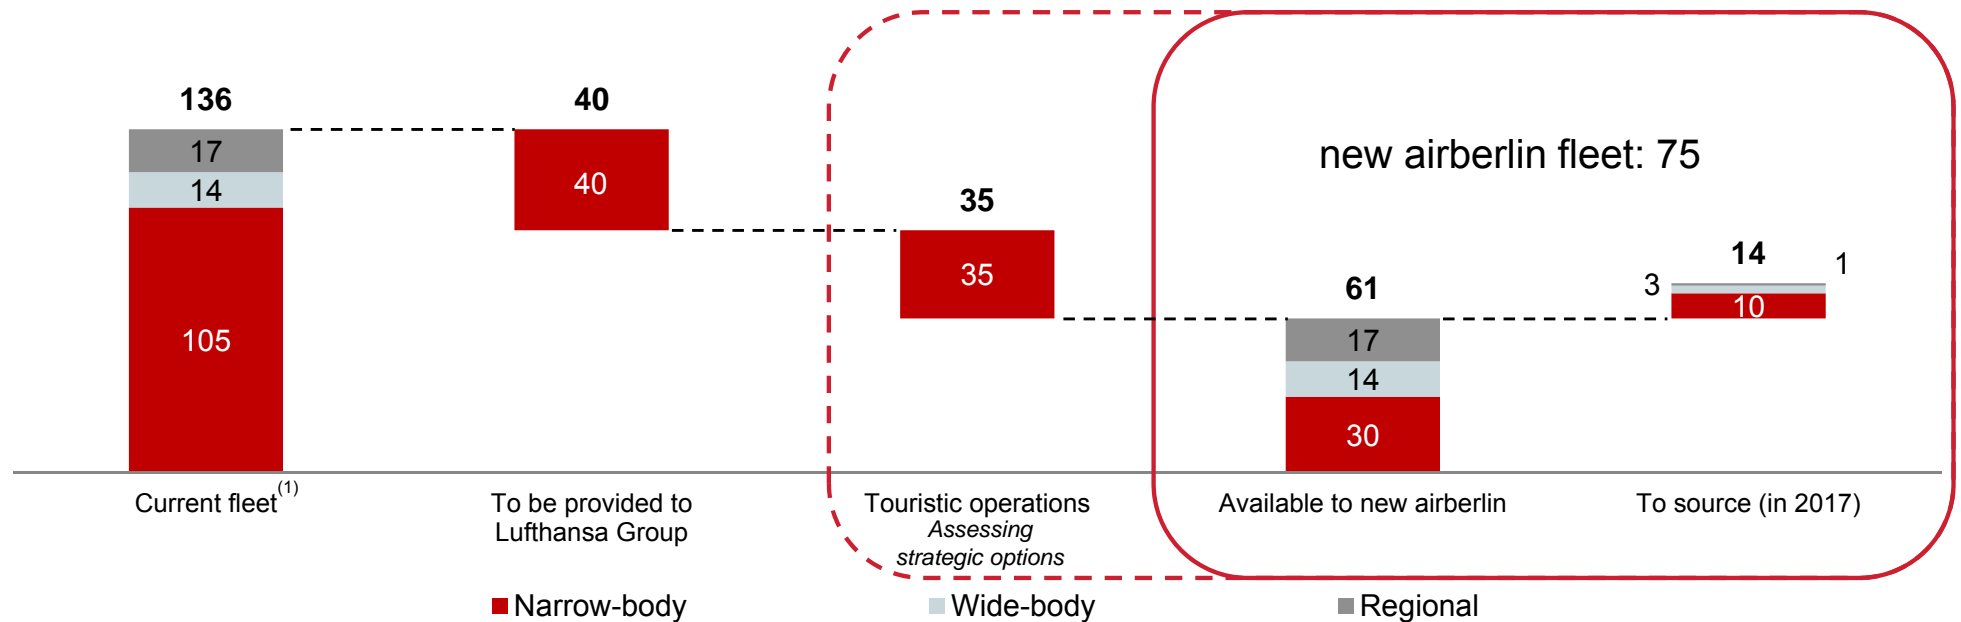 136
17
14
105
40
40
35
35
new airberlin fleet: 75
61
17
14
30
14
1
3
10
Current fleet(1)
To be provided to
Lufthansa Group
Touristic operations
Assessing
strategic options
Available to new airberlin
To source (in 2017)
Narrow-body
Wide-body
Regional